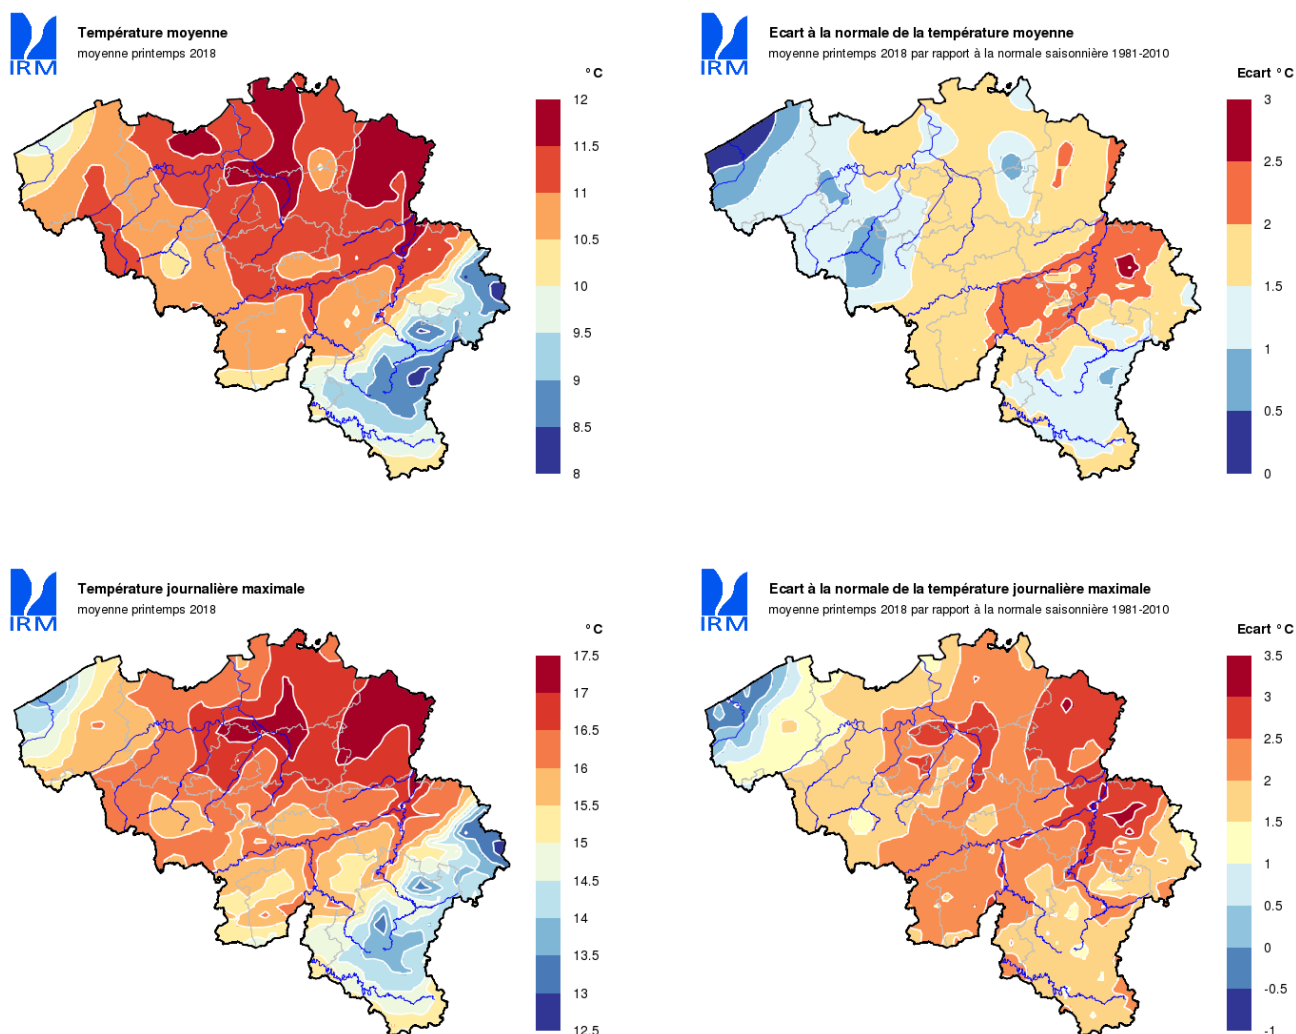 Température moyenne
moyenne printemps 2018
IRM
°C
12
11.5
11
10.5
10
9.5
9
8.5
8
Ecart à la normale de la température moyenne
moyenne printemps 2018 par rapport à la normale saisonnière 1981-2010
IRM
Ecart °C
3
2.5
2
1.5
1
0.5
0
Température journalière maximale
moyenne printemps 2018
IRM
°C
17.5
17
16.5
16
15.5
15
14.5
14
13.5
13
12.5
Ecart à la normale de la température journalière maximale
moyenne printemps 2018 par rapport à la normale saisonnière 1981-2010
IRM
Ecart °C
3.5
3
2.5
2
1.5
1
0.5
0
-0.5
-1